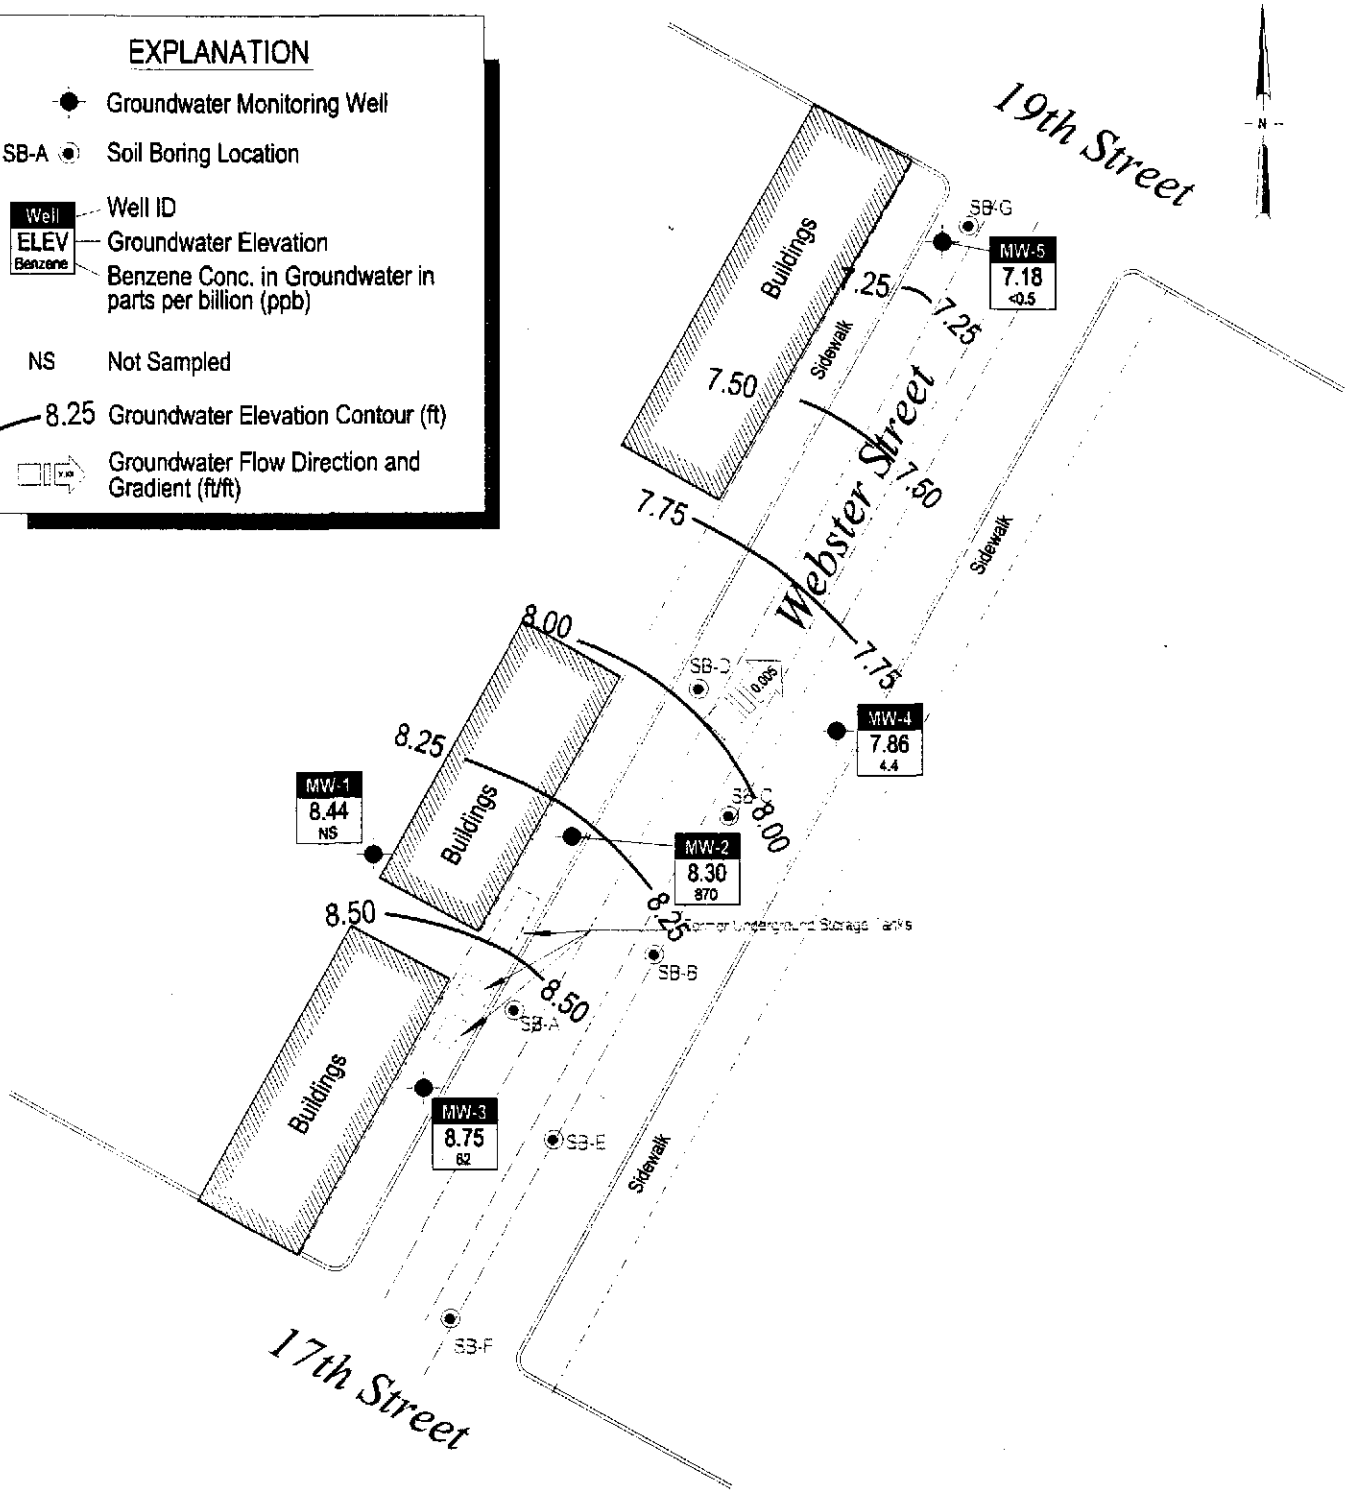 EXPLANATION
Groundwater Monitoring Well
SB-A Soil Boring Location
Well
ELEV
Benzene
Well ID
Groundwater Elevation
Benzene Conc. in Groundwater in
parts per billion (ppb)
NS Not Sampled
8.25 Groundwater Elevation Contour (ft)
Groundwater Flow Direction and
Gradient (ft/ft)
N
19th Street
SB-G
MW-5
7.18
<0.5
Buildings
7.25
7.25
Sidewalk
7.50
7.50
Webster Street
Sidewalk
7.75
7.75
8.00
SB-D
0.005
MW-4
7.86
4.4
8.25
MW-1
8.44
NS
Buildings
SB-C
8.00
MW-2
8.30
870
8.25
8.50
Former Underground Storage Tanks
SB-B
8.50
SB-A
Buildings
MW-3
8.75
62
SB-E
Sidewalk
SB-F
17th Street